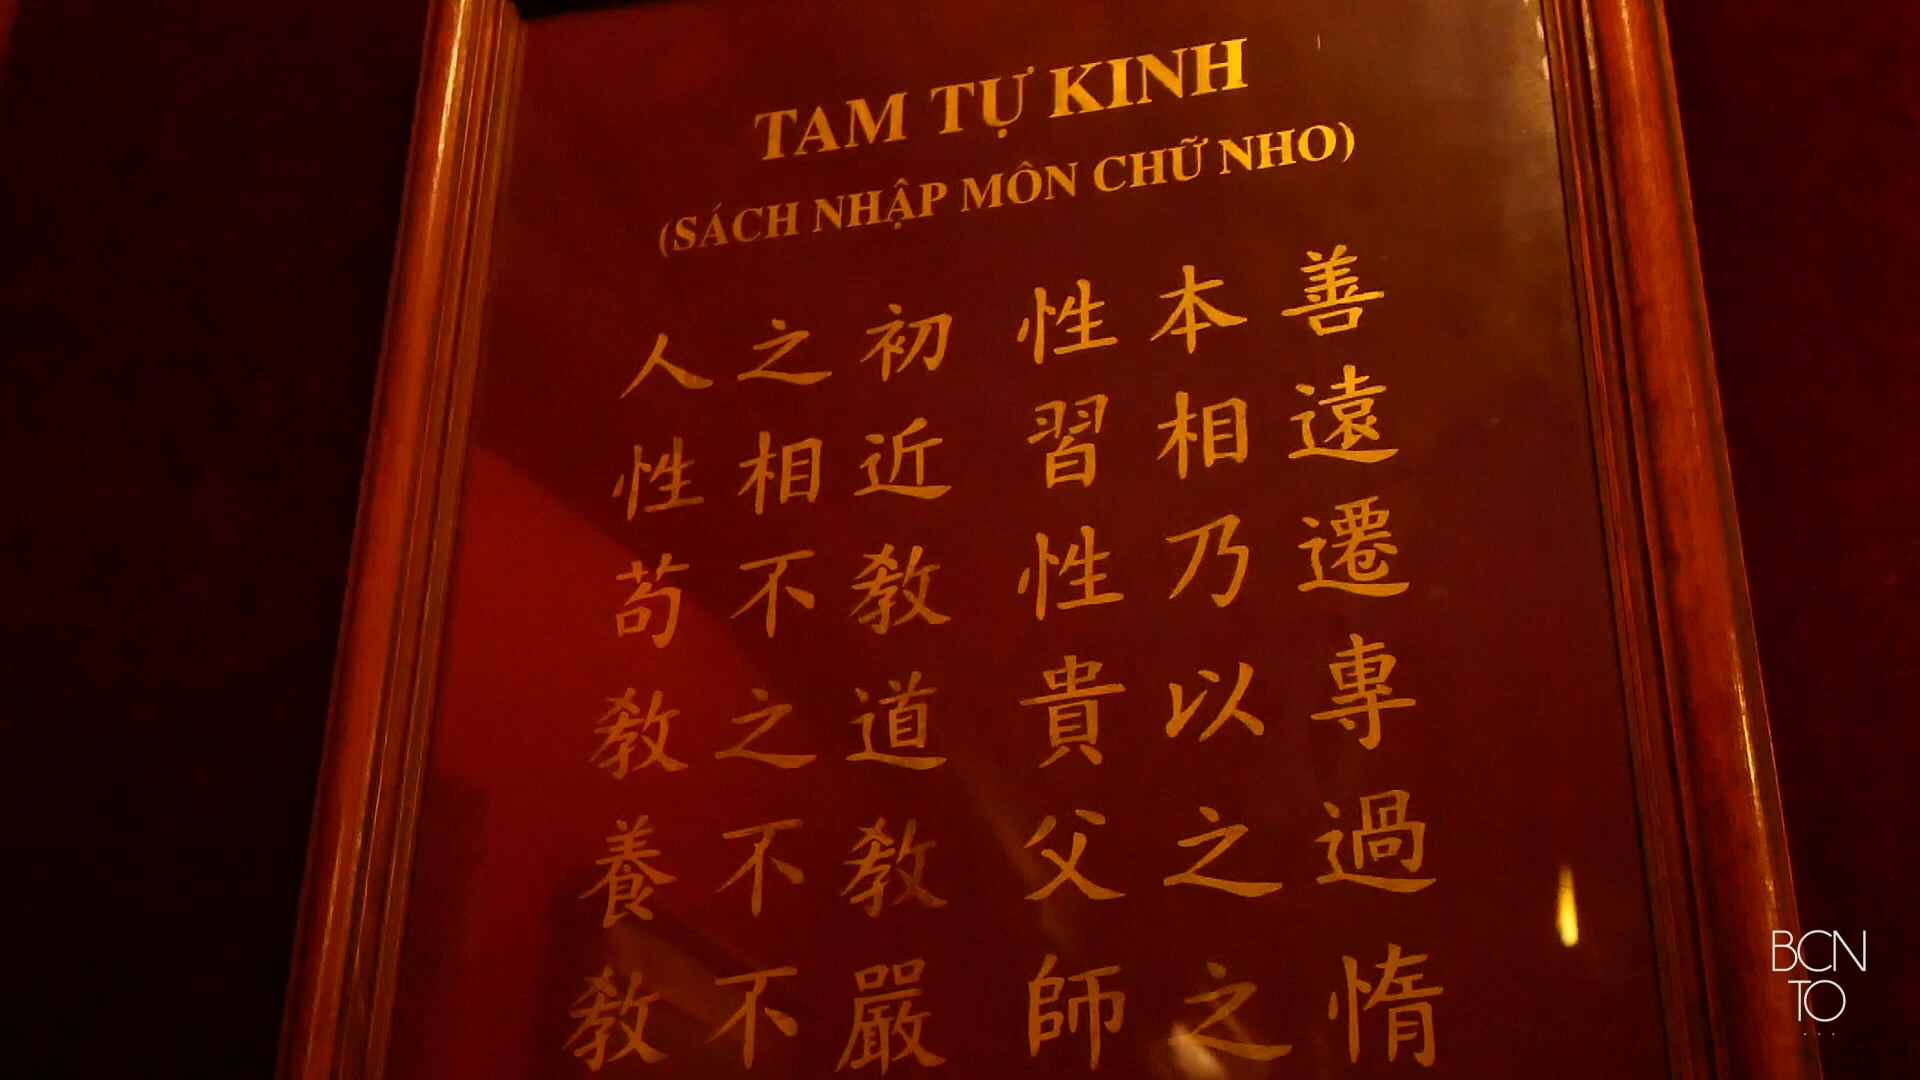 TAM TỰ KINH
(SÁCH NHẬP MÔN CHỮ NHO)
人之初 性本善
性相近 習相遠
苟不教 性乃遷
教之道 貴以專
養不教 父之過
教不嚴 師之惰
BCN
TO
...